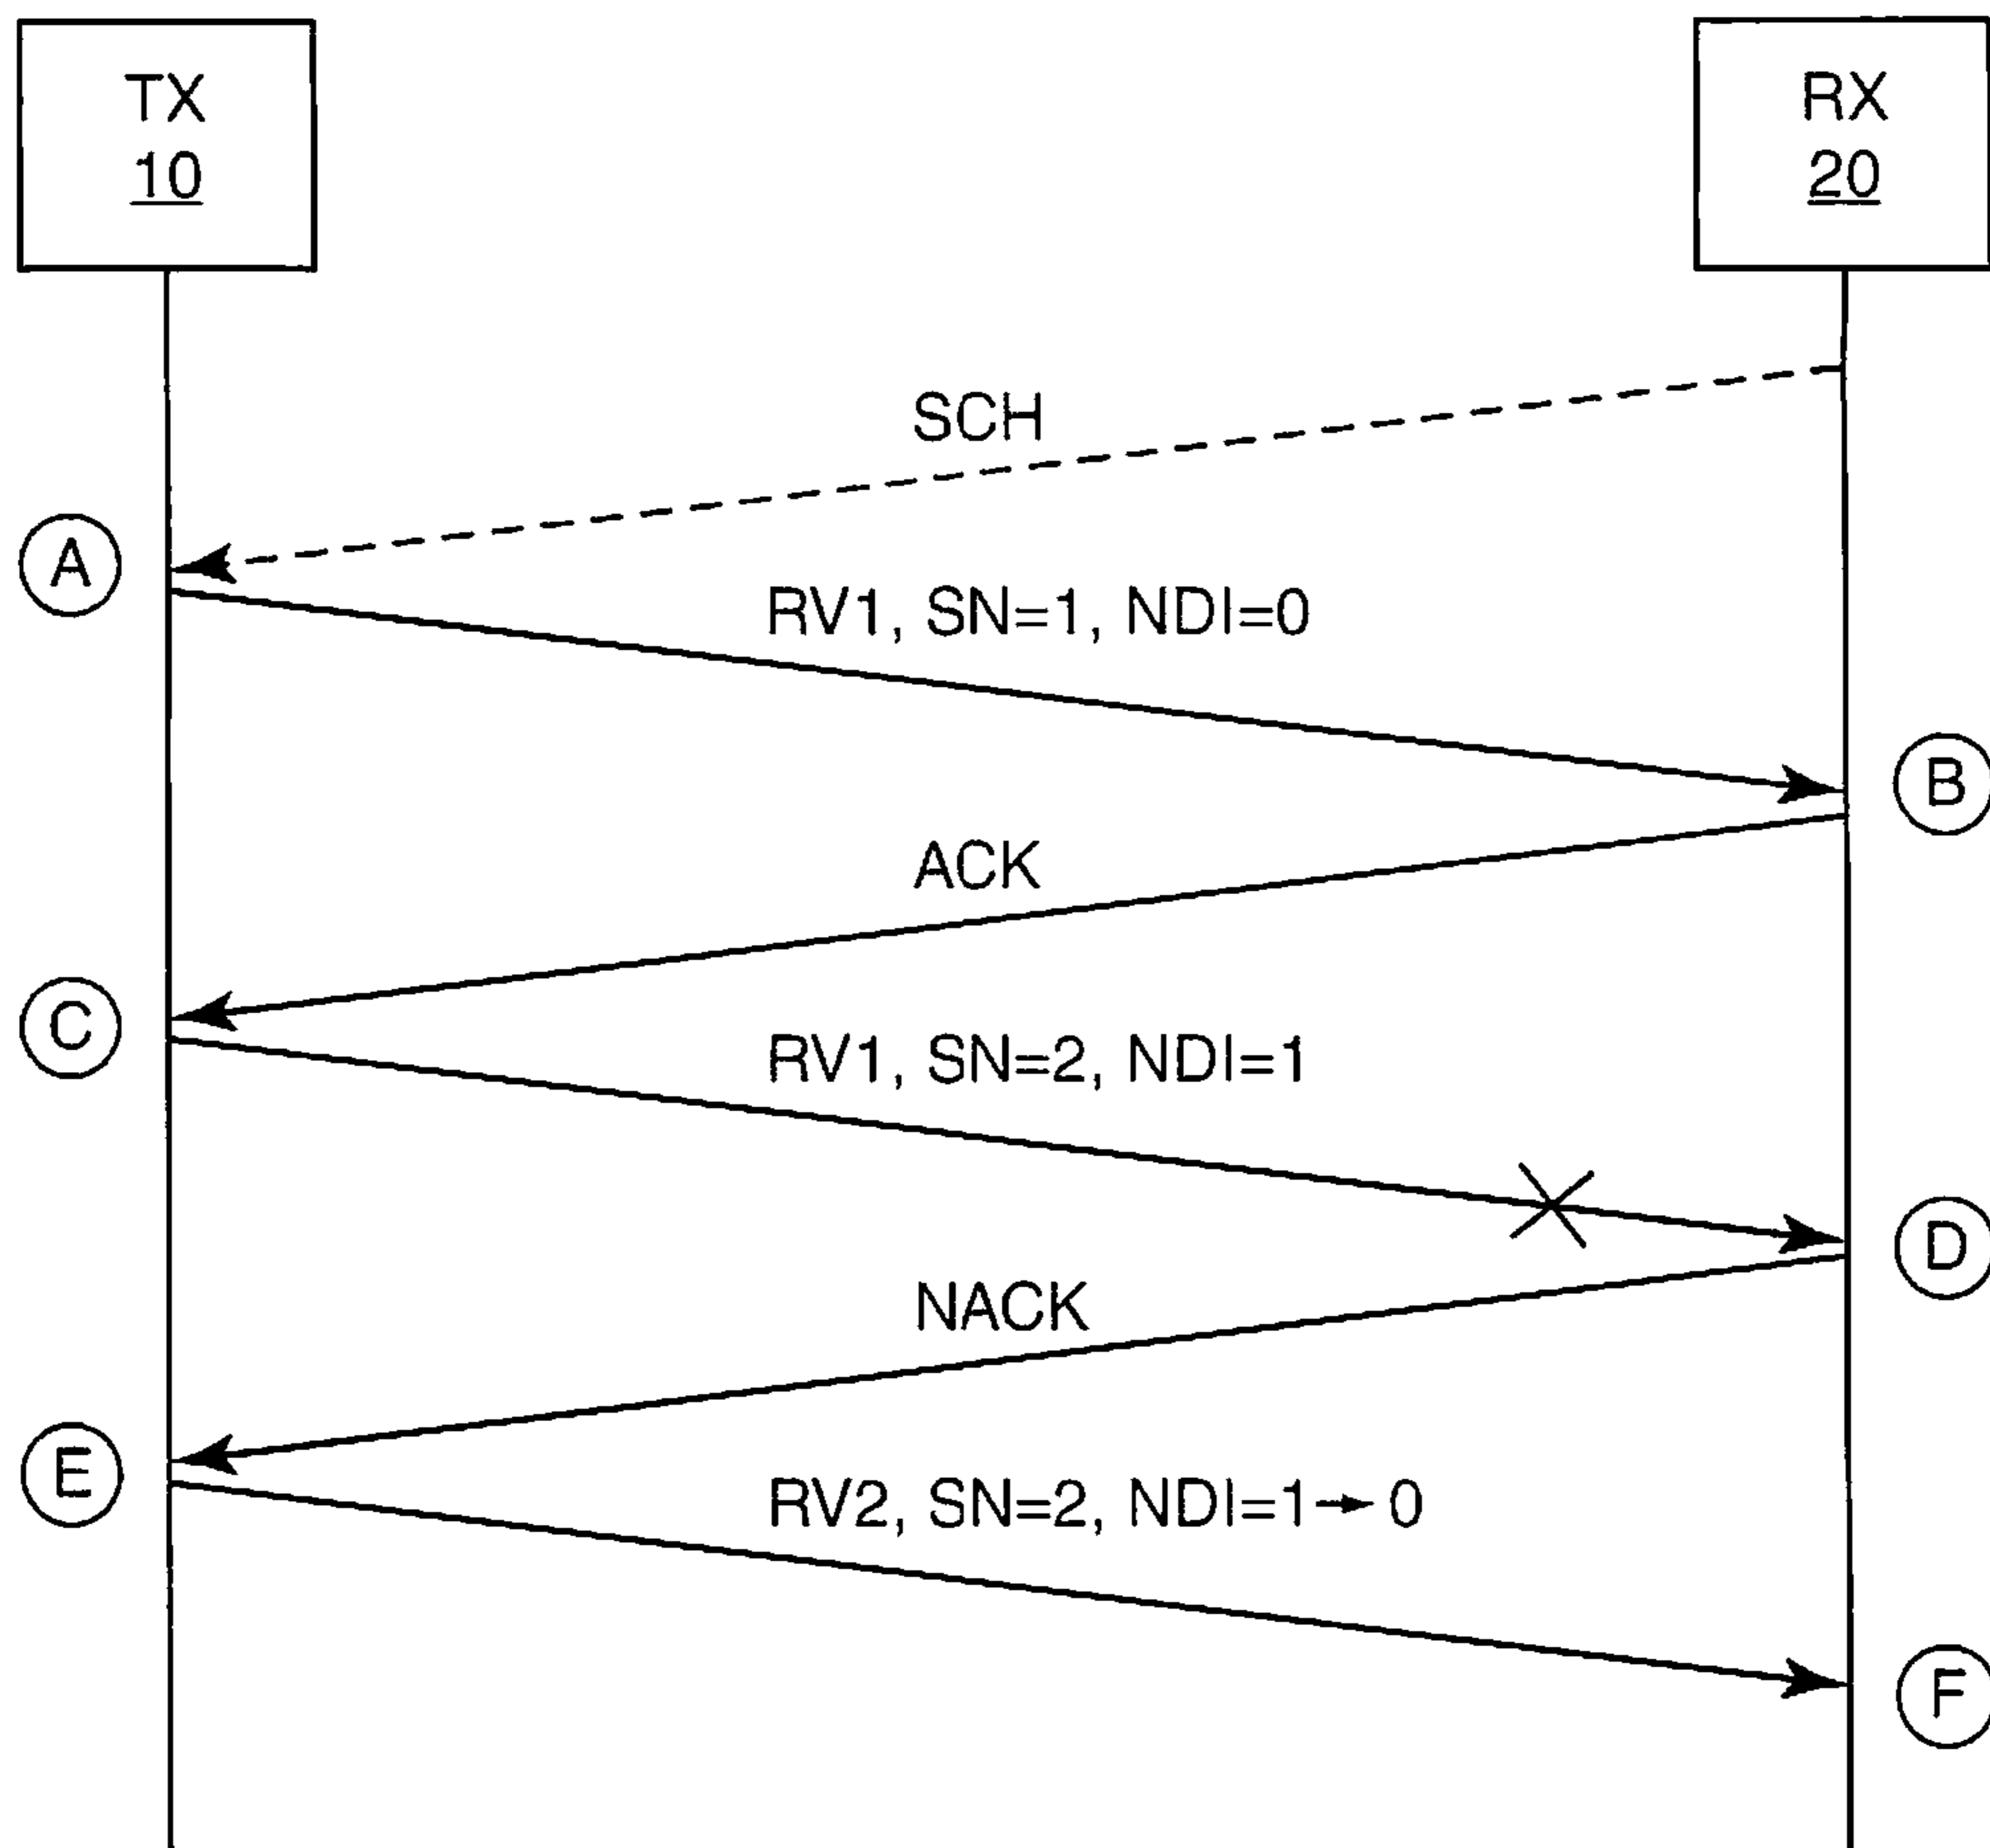 TX
10
RX
20
SCH
A
RV1, SN=1, NDI=0
B
ACK
C
RV1, SN=2, NDI=1
D
NACK
E
RV2, SN=2, NDI=1→0
F